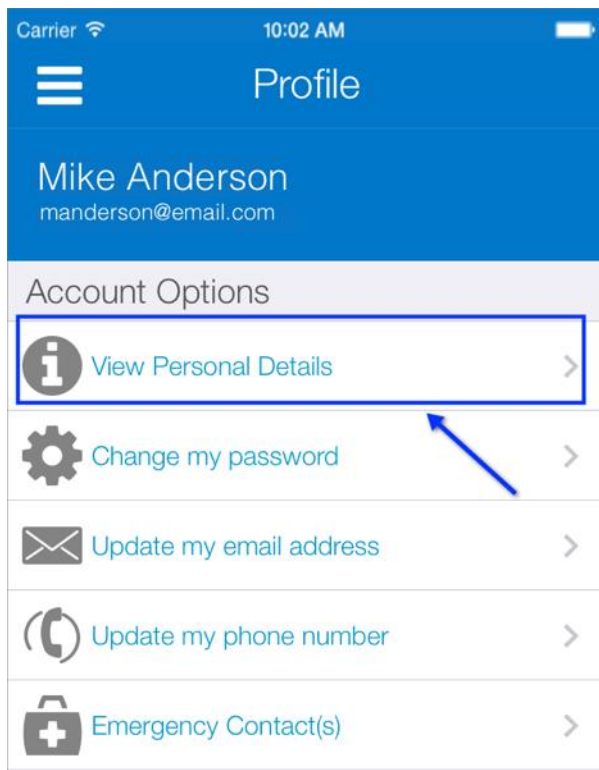 Carrier 10:02 AM
Profile
Mike Anderson
manderson@email.com
Account Options
View Personal Details
Change my password
Update my email address
Update my phone number
Emergency Contact(s)